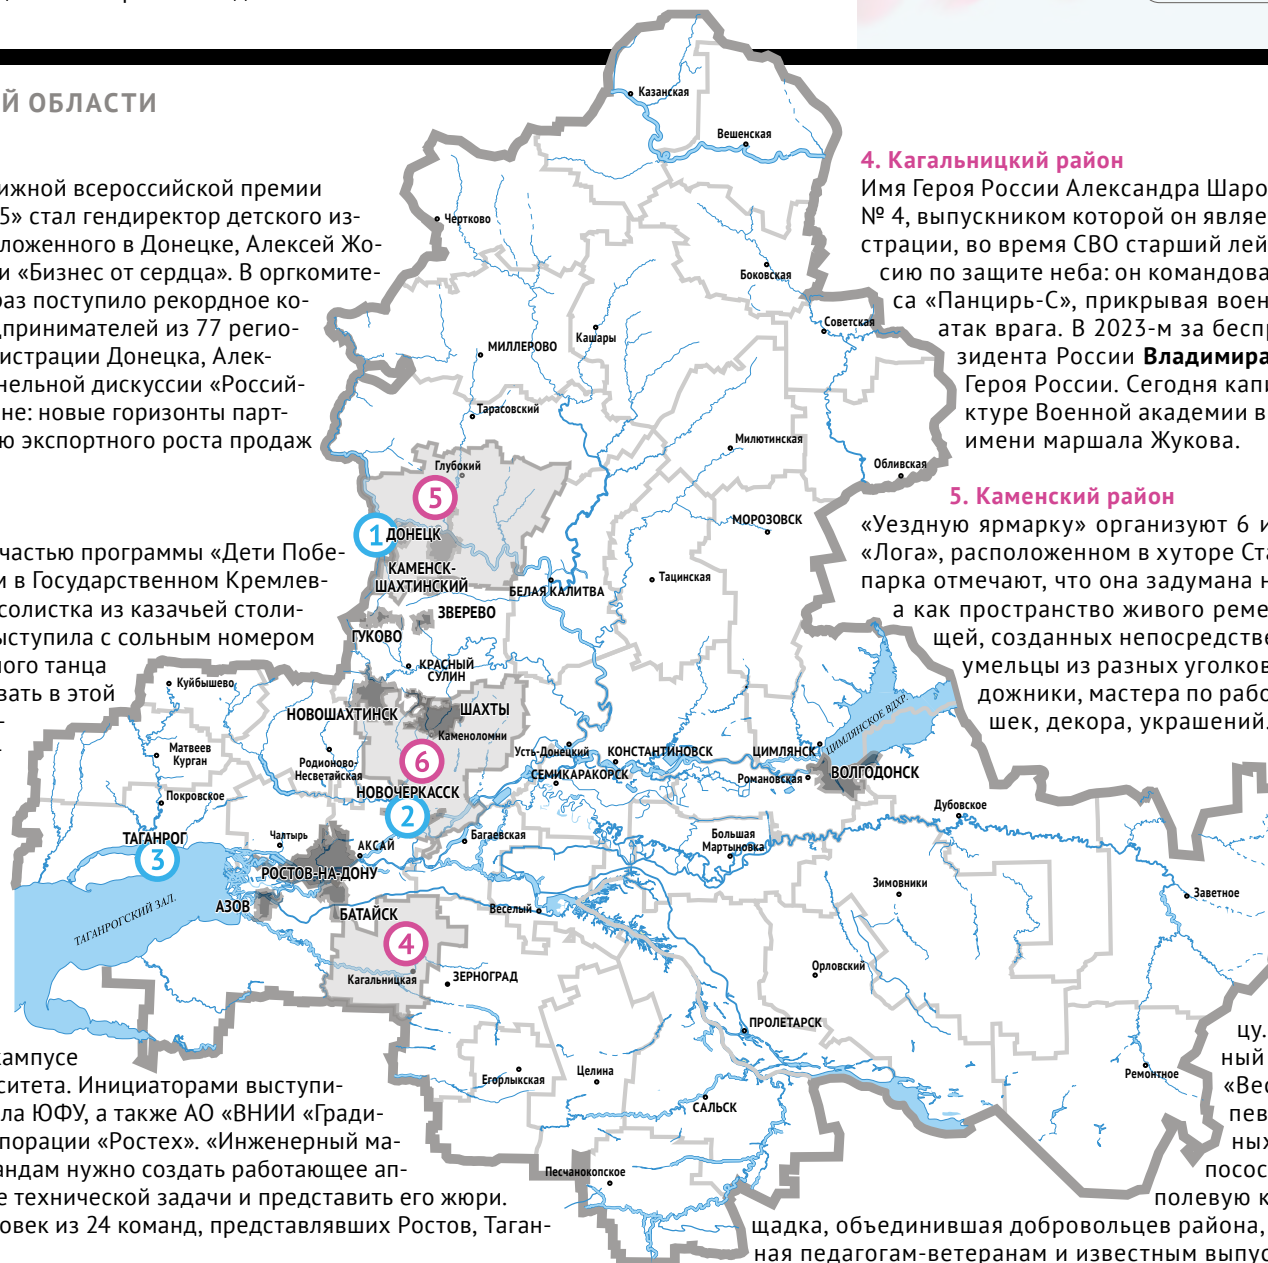 Й ОБЛАСТИ
ижной всероссийской премии
5» стал гендиректор детского из-
ложенного в Донецке, Алексей Жо-
и «Бизнес от сердца». В оргкомите-
раз поступило рекордное ко-
дпринимателей из 77 регио-
истрации Донецка, Алек-
нельной дискуссии «Россий-
не: новые горизонты парт-
ю экспортного роста продаж
частью программы «Дети Побе-
и в Государственном Кремлев-
солистка из казачьей столи-
ыступила с сольным номером
ного танца
вать в этой
-
кампусе
ситета. Инициаторами выступи-
ла ЮФУ, а также АО «ВНИИ «Гради-
порации «Ростех». «Инженерный ма-
андам нужно создать работающее ап-
е технической задачи и представить его жюри.
овек из 24 команд, представлявших Ростов, Таган-
Казанская
Вешенская
Чертково
Боковская
Советская
Кашары
МИЛЛЕРОВО
Тарасовский
Милютинская
Обливская
Глубокий
5
1
ДОНЕЦК
МОРОЗОВСК
КАМЕНСК-
ШАХТИНСКИЙ
Тацинская
БЕЛАЯ КАЛИТВА
ЗВЕРЕВО
ГУКОВО
КРАСНЫЙ
СУЛИН
Куйбышево
НОВОШАХТИНСК
ШАХТЫ
Каменоломни
Матвеев
Курган
Родионово-
Несветайская
6
Усть-Донецкий
КОНСТАНТИНОВСК
ЦИМЛЯНСК
ЦИМЛЯНСКОЕ ВДХР.
СЕМИКАРАКОРСК
Романовская
ВОЛГОДОНСК
НОВОЧЕРКАССК
Покровское
2
Дубовское
ТАГАНРОГ
3
Чалтырь
АКСАЙ
Багаевская
Большая
Мартыновка
РОСТОВ-НА-ДОНУ
Зимовники
Заветное
АЗОВ
БАТАЙСК
Веселый
ТАГАНРОГСКИЙ ЗАЛ.
4
Кагальницкая
ЗЕРНОГРАД
Орловский
ПРОЛЕТАРСК
Егорлыкская
Целина
Ремонтное
САЛЬСК
Песчанокопское
4. Кагальницкий район
Имя Героя России Александра Шаро
№ 4, выпускником которой он являе
страции, во время СВО старший лей
сию по защите неба: он командова
са «Панцирь-С», прикрывая воен
атак врага. В 2023-м за беспр
зидента России Владимира
Героя России. Сегодня капи
ктуре Военной академии в
имени маршала Жукова.
5. Каменский район
«Уездную ярмарку» организуют 6 и
«Лога», расположенном в хуторе Ста
парка отмечают, что она задумана н
а как пространство живого реме
щей, созданных непосредстве
умельцы из разных уголков
дожники, мастера по рабо
шек, декора, украшений.
цу.
ный
«Вес
пев
ных
посос
полевую к
щадка, объединившая добровольцев района,
ная педагогам-ветеранам и известным выпус